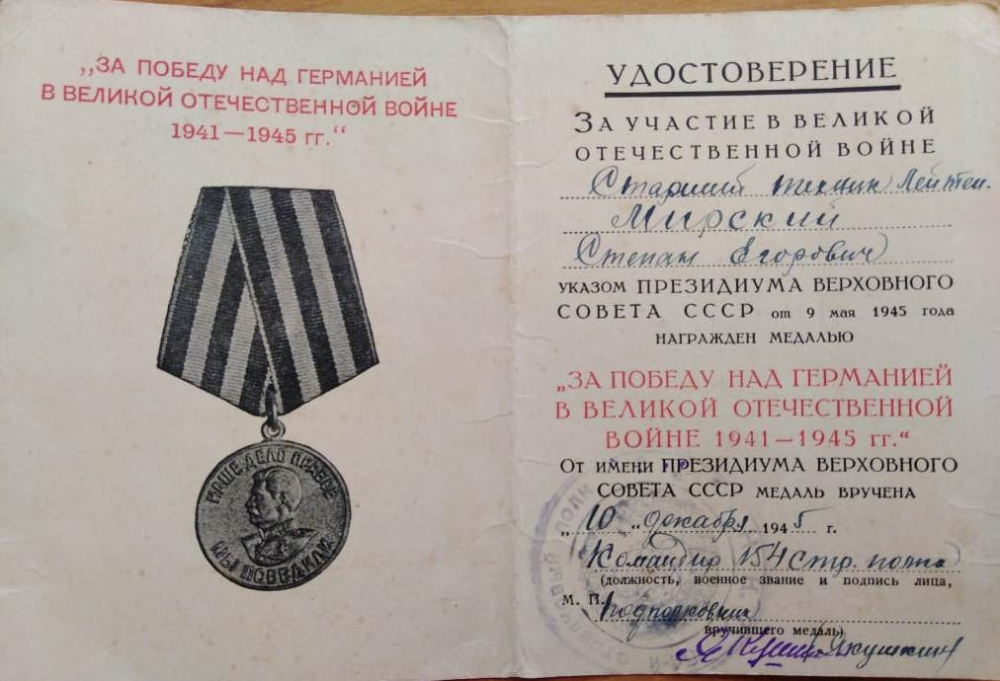 „ЗА ПОБЕДУ НАД ГЕРМАНИЕЙ
В ВЕЛИКОЙ ОТЕЧЕСТВЕННОЙ ВОЙНЕ
1941—1945 гг.“
НАШЕ ДЕЛО ПРАВОЕ
МЫ ПОБЕДИЛИ
УДОСТОВЕРЕНИЕ
ЗА УЧАСТИЕ В ВЕЛИКОЙ
ОТЕЧЕСТВЕННОЙ ВОЙНЕ
Старший техник Лейтен.
Мирский
Степан Егорович
УКАЗОМ ПРЕЗИДИУМА ВЕРХОВНОГО
СОВЕТА СССР от 9 мая 1945 года
НАГРАЖДЕН МЕДАЛЬЮ
„ЗА ПОБЕДУ НАД ГЕРМАНИЕЙ
В ВЕЛИКОЙ ОТЕЧЕСТВЕННОЙ
ВОЙНЕ 1941—1945 гг.“
ОТ ИМЕНИ ПРЕЗИДИУМА ВЕРХОВНОГО
СОВЕТА СССР МЕДАЛЬ ВРУЧЕНА
„10“ декабря 1945 г.
Командир 154 стр. полка
(должность, военное звание и подпись лица,
М. П. подполковник
вручившего медаль)
Якушкин